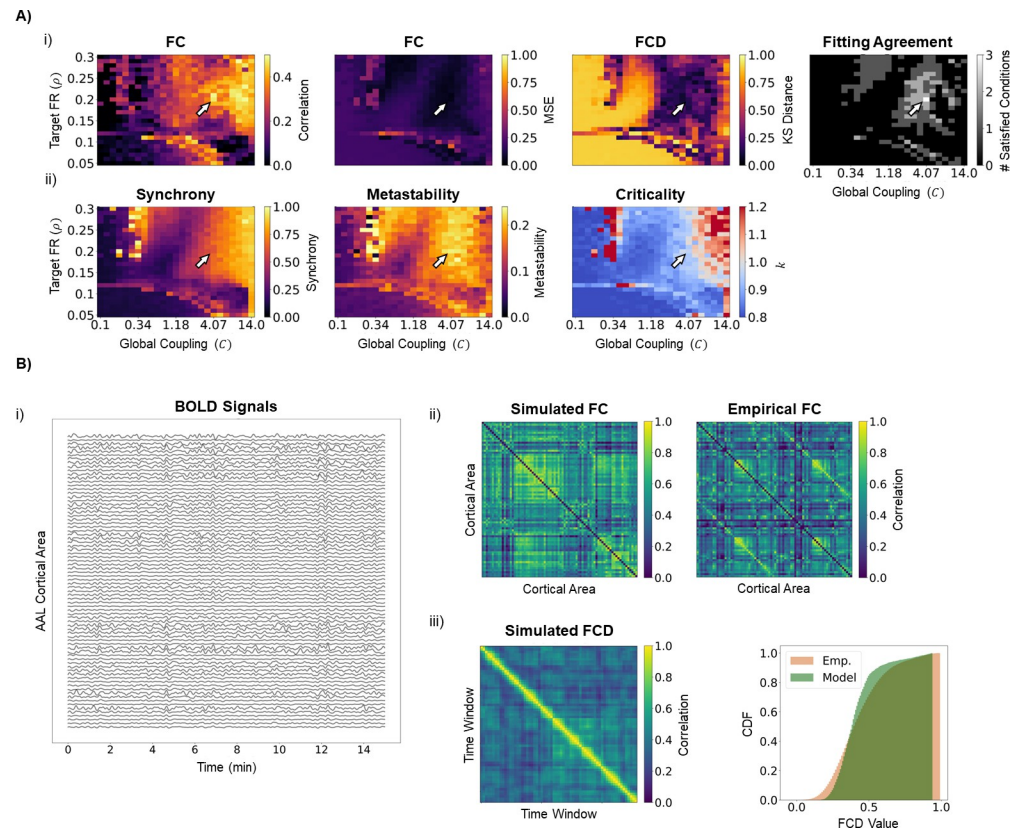 A)
i)
FC
FC
FCD
Fitting Agreement
Target FR (ρ)
0.3
0.25
0.2
0.15
0.1
0.05
0.4
0.2
0.0
Correlation
1.00
0.75
0.50
0.25
0.00
MSE
1.00
0.75
0.50
0.25
0.00
KS Distance
3
2
1
0
# Satisfied Conditions
0.1 0.34 1.18 4.07 14.0
Global Coupling (C)
ii)
Synchrony
Metastability
Criticality
Target FR (ρ)
0.3
0.25
0.2
0.15
0.1
0.05
1.00
0.75
0.50
0.25
0.00
Synchrony
0.2
0.1
0.0
Metastability
1.2
1.1
1.0
0.9
0.8
k
0.1 0.34 1.18 4.07 14.0
0.1 0.34 1.18 4.07 14.0
0.1 0.34 1.18 4.07 14.0
Global Coupling (C)
Global Coupling (C)
Global Coupling (C)
B)
i)
BOLD Signals
AAL Cortical Area
0 2 4 6 8 10 12 14
Time (min)
ii)
Simulated FC
Empirical FC
Cortical Area
1.0
0.8
0.6
0.4
0.2
0.0
1.0
0.8
0.6
0.4
0.2
0.0
Correlation
Cortical Area
Cortical Area
iii)
Simulated FCD
Time Window
1.0
0.8
0.6
0.4
0.2
0.0
Correlation
Time Window
Emp.
Model
CDF
1.0
0.8
0.6
0.4
0.2
0.0
0.0 0.5 1.0
FCD Value